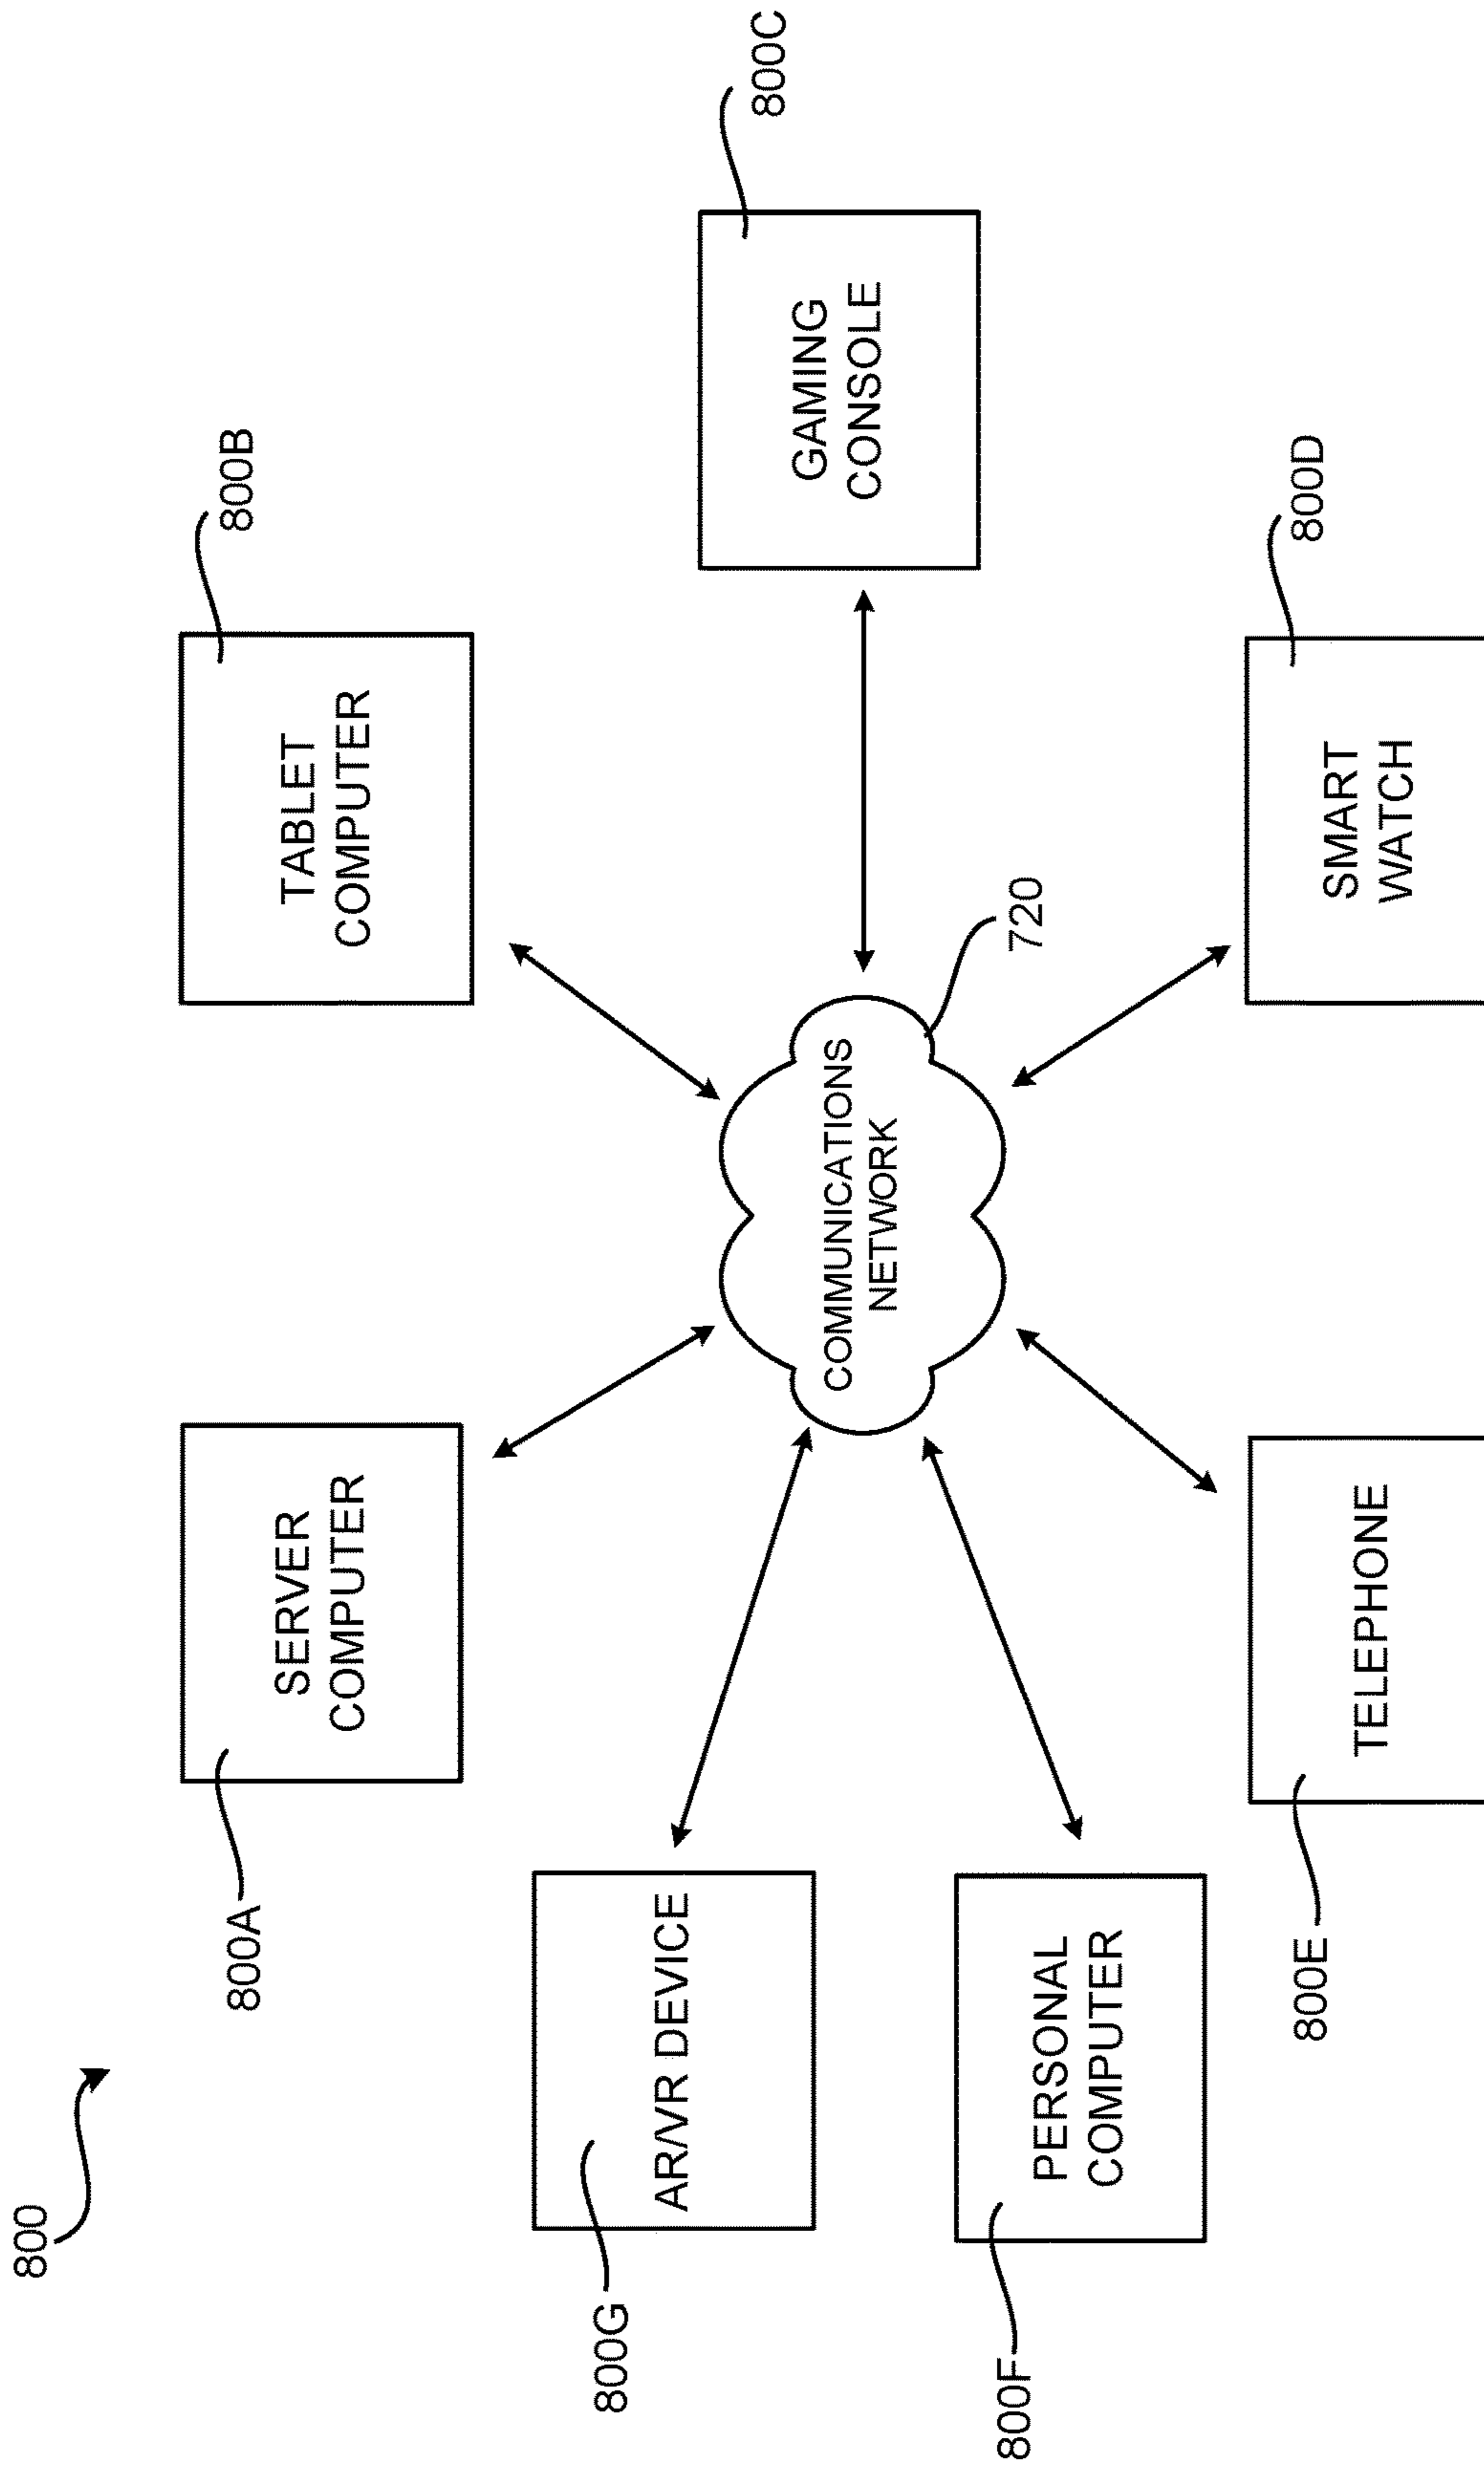 800
800A
SERVER
COMPUTER
TABLET
COMPUTER
800B
800G
AR/VR DEVICE
COMMUNICATIONS
NETWORK
720
GAMING
CONSOLE
800C
800F
PERSONAL
COMPUTER
800E
TELEPHONE
SMART
WATCH
800D